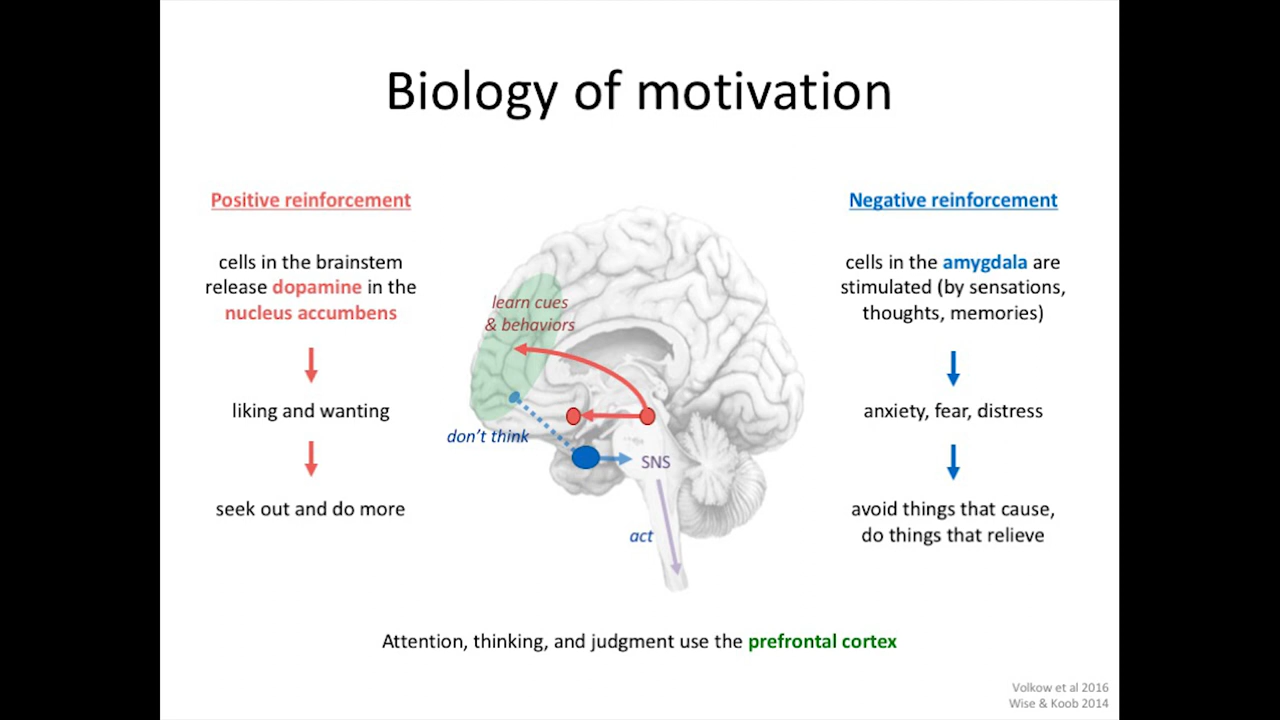 Biology of motivation
Positive reinforcement
cells in the brainstem
release dopamine in the
nucleus accumbens
liking and wanting
seek out and do more
learn cues
& behaviors
don't think
SNS
act
Negative reinforcement
cells in the amygdala are
stimulated (by sensations,
thoughts, memories)
anxiety, fear, distress
avoid things that cause,
do things that relieve
Attention, thinking, and judgment use the prefrontal cortex
Volkow et al 2016
Wise & Koob 2014